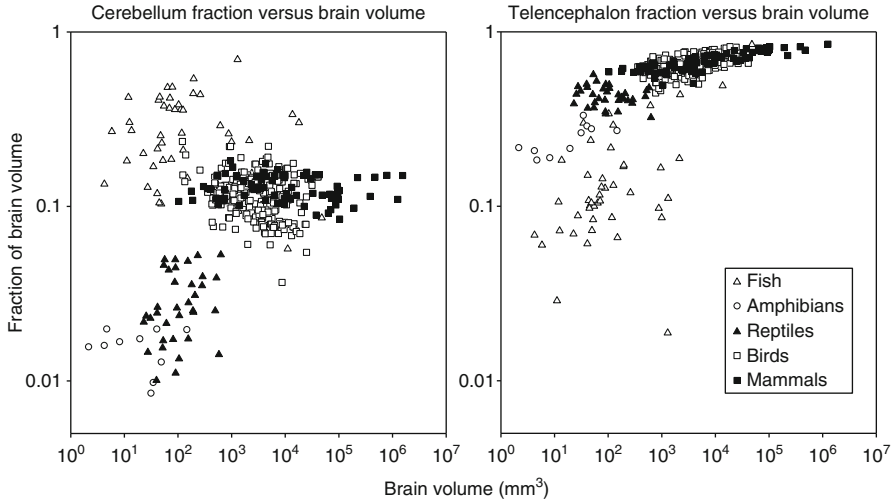 Cerebellum fraction versus brain volume
Telencephalon fraction versus brain volume
Fraction of brain volume
1
0.1
0.01
10⁰ 10¹ 10² 10³ 10⁴ 10⁵ 10⁶ 10⁷
1
0.1
0.01
10⁰ 10¹ 10² 10³ 10⁴ 10⁵ 10⁶ 10⁷
Fish
Amphibians
Reptiles
Birds
Mammals
Brain volume (mm³)